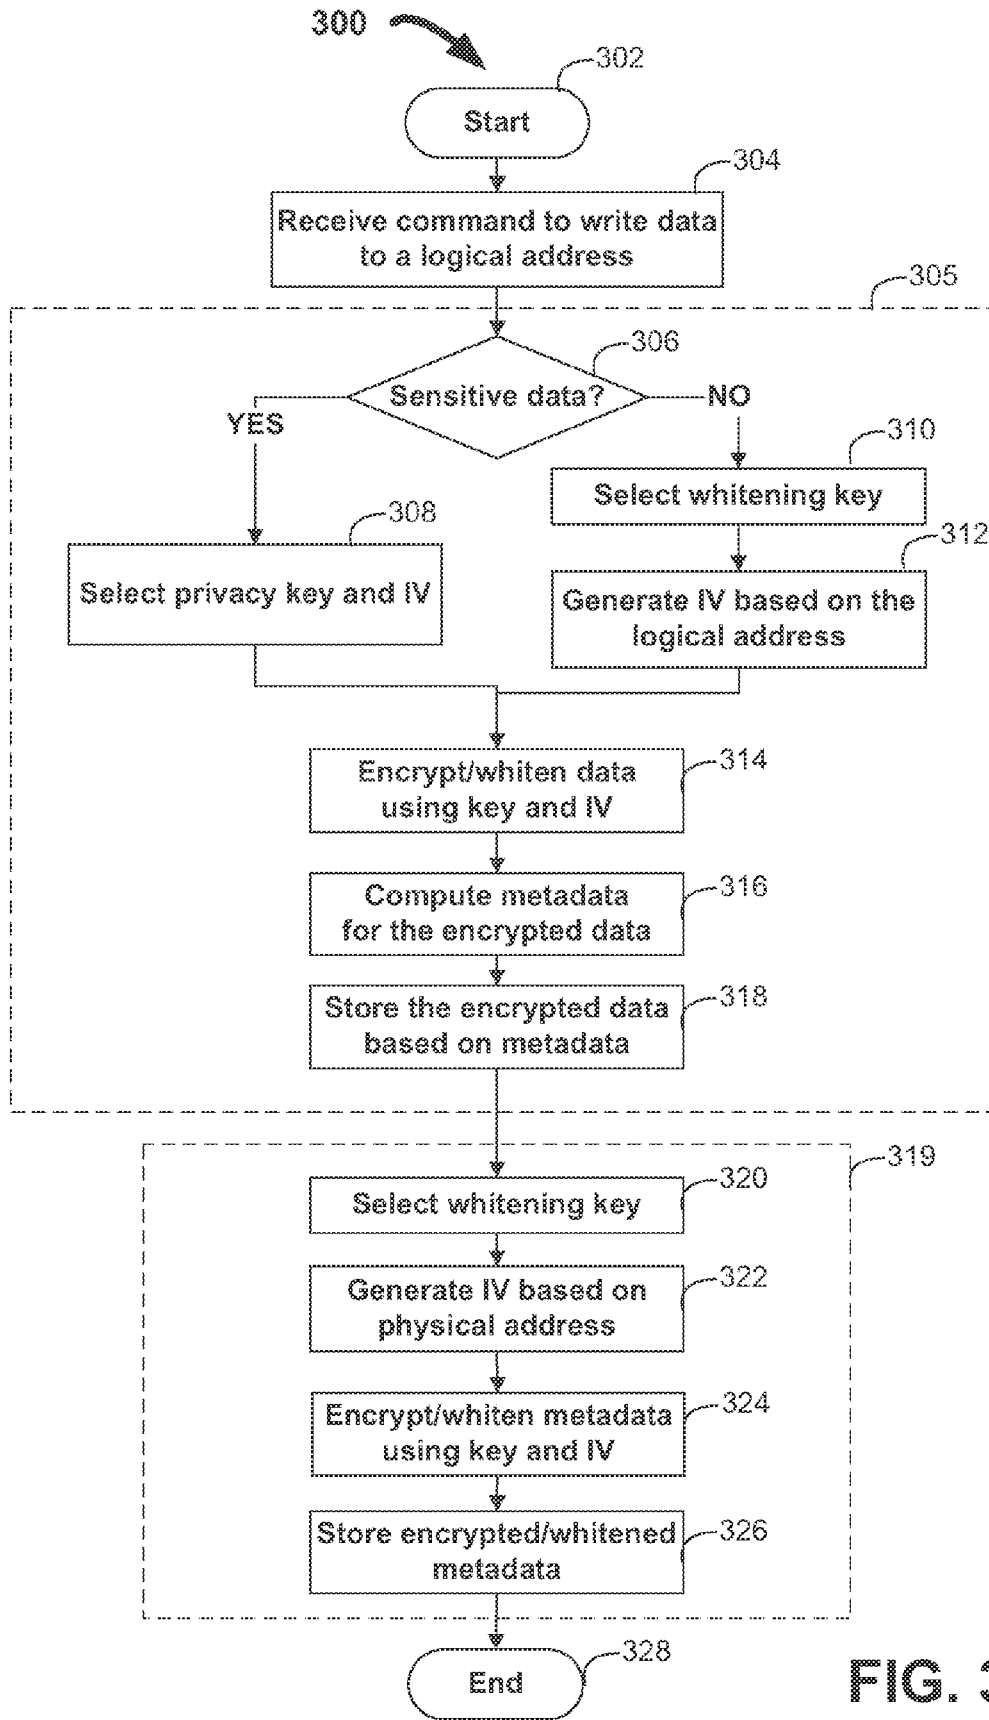 300
302
Start
304
Receive command to write data
to a logical address
305
306
Sensitive data?
YES
NO
310
Select whitening key
308
Select privacy key and IV
312
Generate IV based on the
logical address
314
Encrypt/whiten data
using key and IV
316
Compute metadata
for the encrypted data
318
Store the encrypted data
based on metadata
319
320
Select whitening key
322
Generate IV based on
physical address
324
Encrypt/whiten metadata
using key and IV
326
Store encrypted/whitened
metadata
328
End
FIG. 3